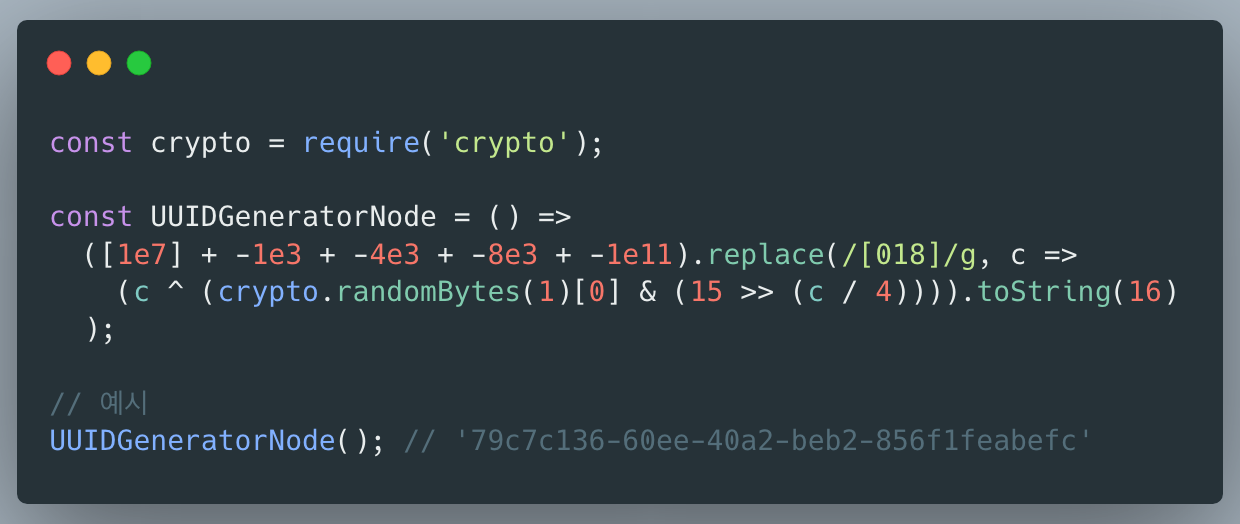 const crypto = require('crypto');
const UUIDGeneratorNode = () =>
  ([1e7] + -1e3 + -4e3 + -8e3 + -1e11).replace(/[018]/g, c =>
    (c ^ (crypto.randomBytes(1)[0] & (15 >> (c / 4)))).toString(16)
  );
// 예시
UUIDGeneratorNode(); // '79c7c136-60ee-40a2-beb2-856f1feabefc'